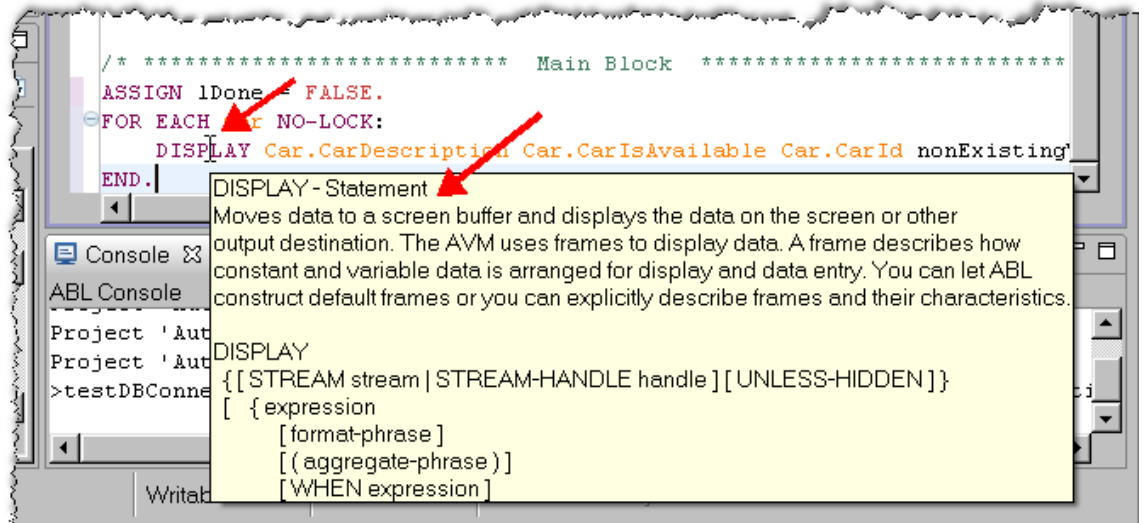 /* *************************** Main Block ***************************
ASSIGN lDone = FALSE.
FOR EACH NO-LOCK:
DISPLAY Car.CarDescription Car.CarIsAvailable Car.CarId nonExisting
END.
DISPLAY - Statement
Moves data to a screen buffer and displays the data on the screen or other
output destination. The AVM uses frames to display data. A frame describes how
constant and variable data is arranged for display and data entry. You can let ABL
construct default frames or you can explicitly describe frames and their characteristics.
DISPLAY
{[ STREAM stream | STREAM-HANDLE handle ] [ UNLESS-HIDDEN ]}
[ { expression
[ format-phrase ]
[ ( aggregate-phrase ) ]
[ WHEN expression ]
Console
ABL Console
Project 'Aut
Project 'Aut
>testDBConne
Writab